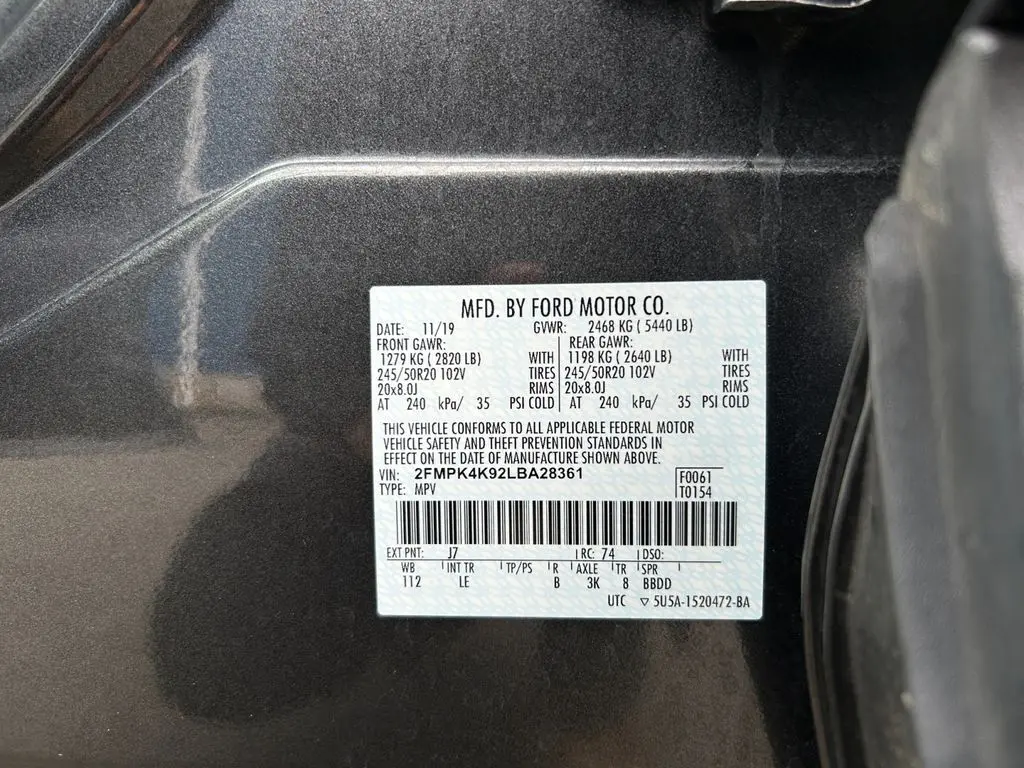 MFD. BY FORD MOTOR CO.
DATE: 11/19 GVWR: 2468 KG ( 5440 LB)
FRONT GAWR: REAR GAWR:
1279 KG ( 2820 LB) WITH 1198 KG ( 2640 LB) WITH
245/50R20 102V TIRES 245/50R20 102V TIRES
20x8.0J RIMS 20x8.0J RIMS
AT 240 kPa/ 35 PSI COLD AT 240 kPa/ 35 PSI COLD
THIS VEHICLE CONFORMS TO ALL APPLICABLE FEDERAL MOTOR
VEHICLE SAFETY AND THEFT PREVENTION STANDARDS IN
EFFECT ON THE DATE OF MANUFACTURE SHOWN ABOVE.
VIN: 2FMPK4K92LBA28361 F0061
TYPE: MPV T0154
EXT PNT: J7 RC: 74 DSO:
WB INT TR TP/PS R AXLE TR SPR
112 LE B 3K 8 BBDD
UTC ▽ 5U5A-1520472-BA